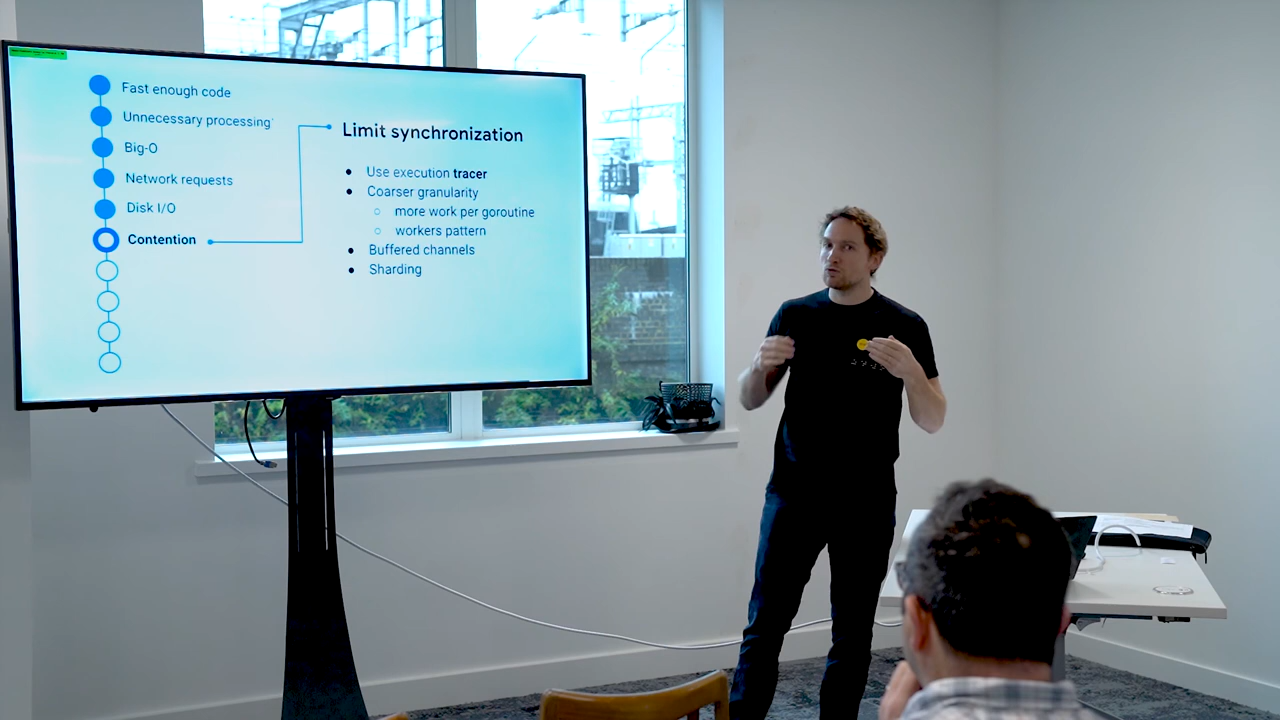 Fast enough code
Unnecessary processing
Big-O
Network requests
Disk I/O
Contention
Limit synchronization
Use execution tracer
Coarser granularity
more work per goroutine
workers pattern
Buffered channels
Sharding